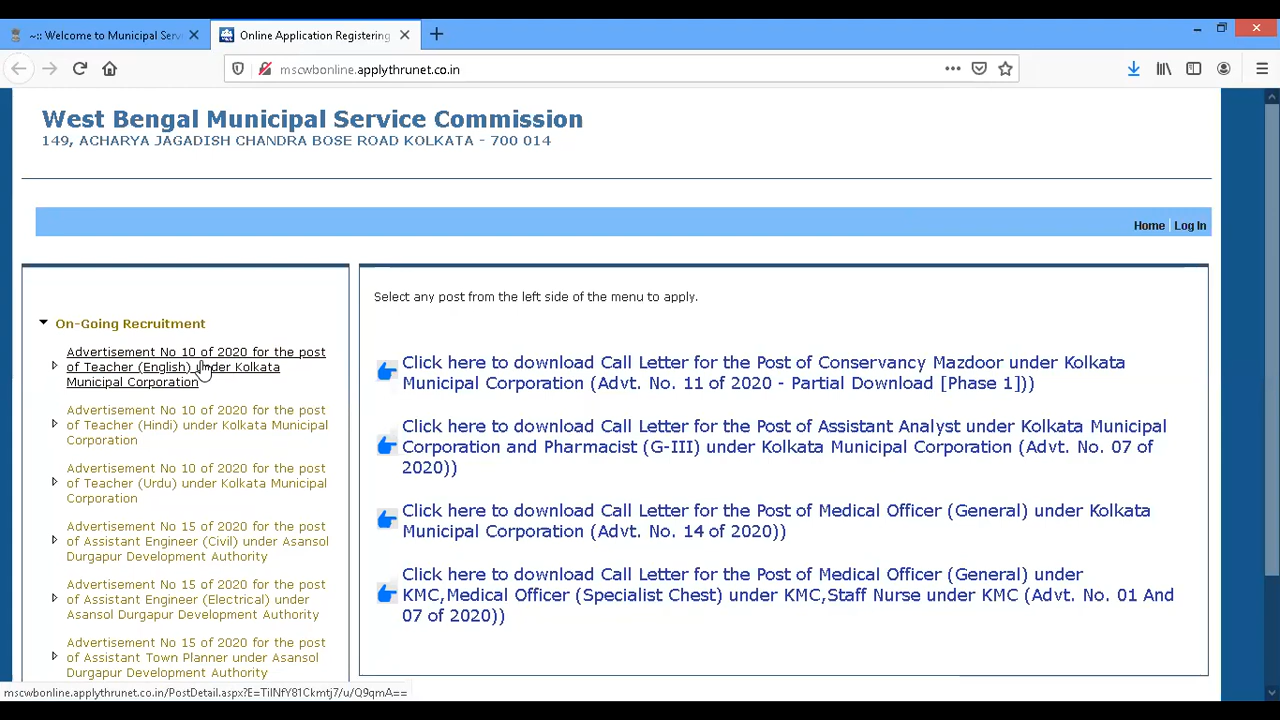 ~:: Welcome to Municipal Servi
Online Application Registering
mscwbonline.applythrunet.co.in
West Bengal Municipal Service Commission
149, ACHARYA JAGADISH CHANDRA BOSE ROAD KOLKATA - 700 014
Home Log In
On-Going Recruitment
Advertisement No 10 of 2020 for the post
of Teacher (English) under Kolkata
Municipal Corporation
Advertisement No 10 of 2020 for the post
of Teacher (Hindi) under Kolkata Municipal
Corporation
Advertisement No 10 of 2020 for the post
of Teacher (Urdu) under Kolkata Municipal
Corporation
Advertisement No 15 of 2020 for the post
of Assistant Engineer (Civil) under Asansol
Durgapur Development Authority
Advertisement No 15 of 2020 for the post
of Assistant Engineer (Electrical) under
Asansol Durgapur Development Authority
Advertisement No 15 of 2020 for the post
of Assistant Town Planner under Asansol
Durgapur Development Authority
Select any post from the left side of the menu to apply.
Click here to download Call Letter for the Post of Conservancy Mazdoor under Kolkata
Municipal Corporation (Advt. No. 11 of 2020 - Partial Download [Phase 1]))
Click here to download Call Letter for the Post of Assistant Analyst under Kolkata Municipal
Corporation and Pharmacist (G-III) under Kolkata Municipal Corporation (Advt. No. 07 of
2020))
Click here to download Call Letter for the Post of Medical Officer (General) under Kolkata
Municipal Corporation (Advt. No. 14 of 2020))
Click here to download Call Letter for the Post of Medical Officer (General) under
KMC,Medical Officer (Specialist Chest) under KMC,Staff Nurse under KMC (Advt. No. 01 And
07 of 2020))
mscwbonline.applythrunet.co.in/PostDetail.aspx?E=TilNfY81Ckmtj7/u/Q9qmA==